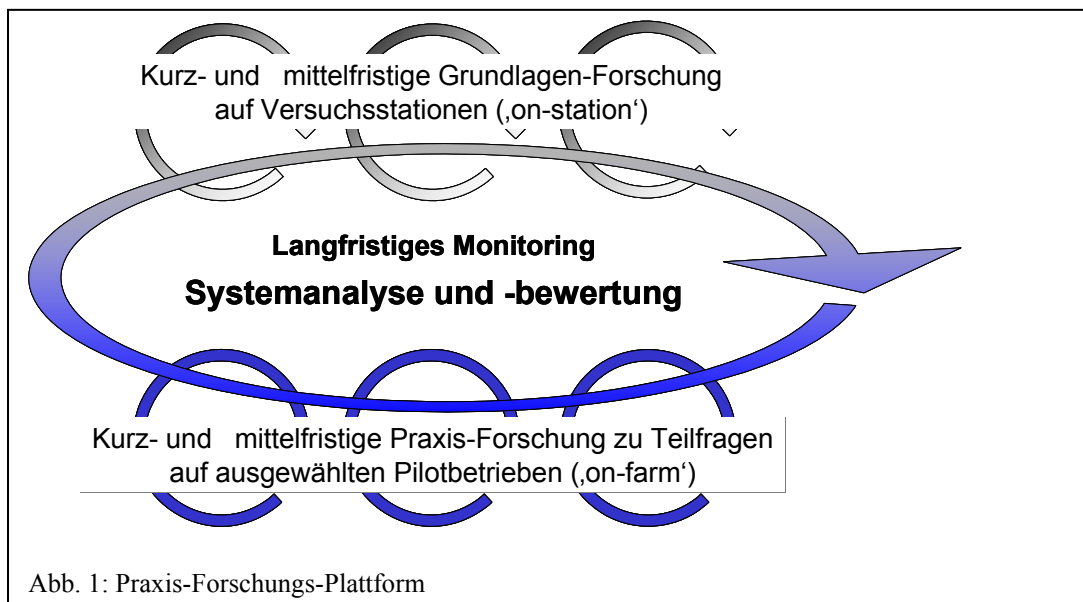 Kurz- und mittelfristige Grundlagen-Forschung
auf Versuchsstationen (‚on-station‘)
Langfristiges Monitoring
Systemanalyse und -bewertung
Kurz- und mittelfristige Praxis-Forschung zu Teilfragen
auf ausgewählten Pilotbetrieben (‚on-farm‘)
Abb. 1: Praxis-Forschungs-Plattform